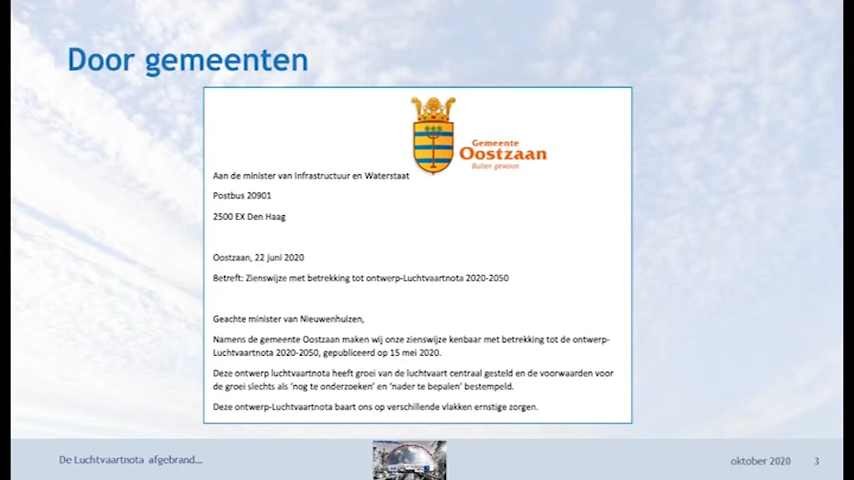 Door gemeenten
Gemeente
Oostzaan
Buiten gewoon
Aan de minister van Infrastructuur en Waterstaat
Postbus 20901
2500 EX Den Haag
Oostzaan, 22 juni 2020
Betreft: Zienswijze met betrekking tot ontwerp-Luchtvaartnota 2020-2050
Geachte minister van Nieuwenhuizen,
Namens de gemeente Oostzaan maken wij onze zienswijze kenbaar met betrekking tot de ontwerp-
Luchtvaartnota 2020-2050, gepubliceerd op 15 mei 2020.
Deze ontwerp luchtvaartnota heeft groei van de luchtvaart centraal gesteld en de voorwaarden voor
de groei slechts als ‘nog te onderzoeken’ en ‘nader te bepalen’ bestempeld.
Deze ontwerp-Luchtvaartnota baart ons op verschillende vlakken ernstige zorgen.
De Luchtvaartnota afgebrand...
oktober 2020
3